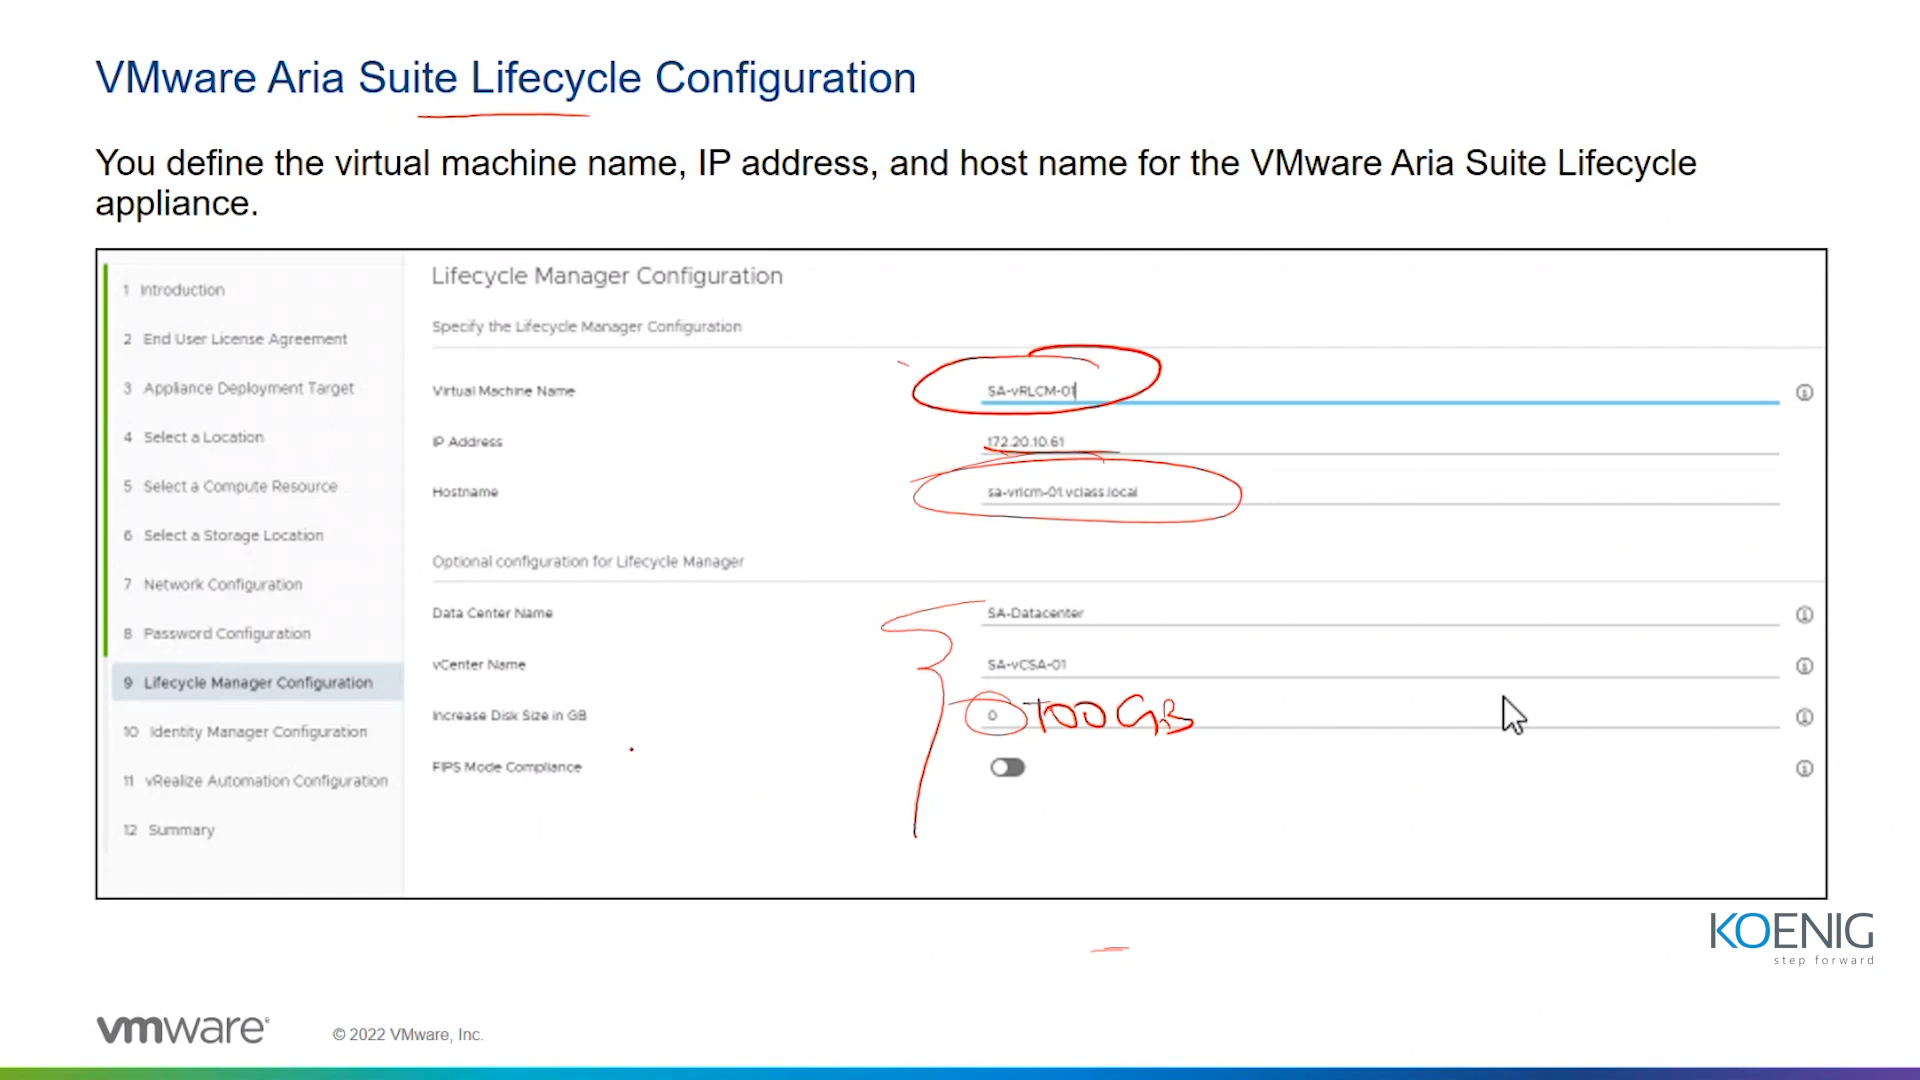 VMware Aria Suite Lifecycle Configuration
You define the virtual machine name, IP address, and host name for the VMware Aria Suite Lifecycle
appliance.
1 Introduction
2 End User License Agreement
3 Appliance Deployment Target
4 Select a Location
5 Select a Compute Resource
6 Select a Storage Location
7 Network Configuration
8 Password Configuration
9 Lifecycle Manager Configuration
10 Identity Manager Configuration
11 vRealize Automation Configuration
12 Summary
Lifecycle Manager Configuration
Specify the Lifecycle Manager Configuration
Virtual Machine Name SA-vRLCM-01
IP Address 172.20.10.61
Hostname sa-vrlcm-01.vclass.local
Optional configuration for Lifecycle Manager
Data Center Name SA-Datacenter
vCenter Name SA-vCSA-01
Increase Disk Size in GB 0 100 GB
FIPS Mode Compliance
KOENIG
step forward
vmware
© 2022 VMware, Inc.